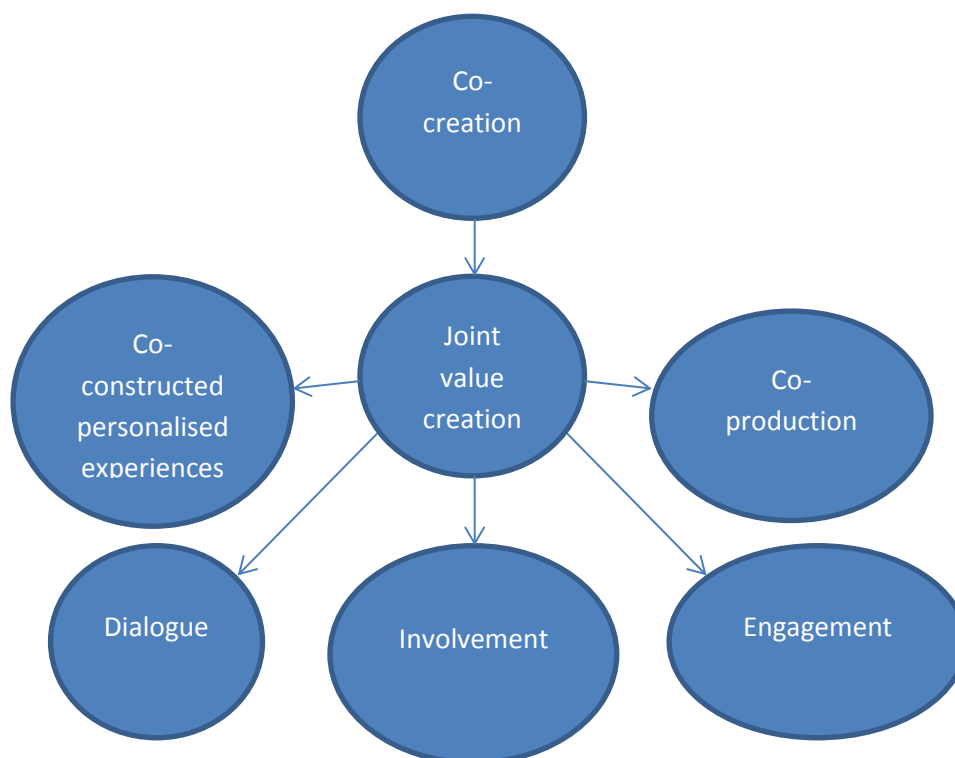 Co-
creation
Joint
value
creation
Co-
constructed
personalised
experiences
Co-
production
Dialogue
Involvement
Engagement